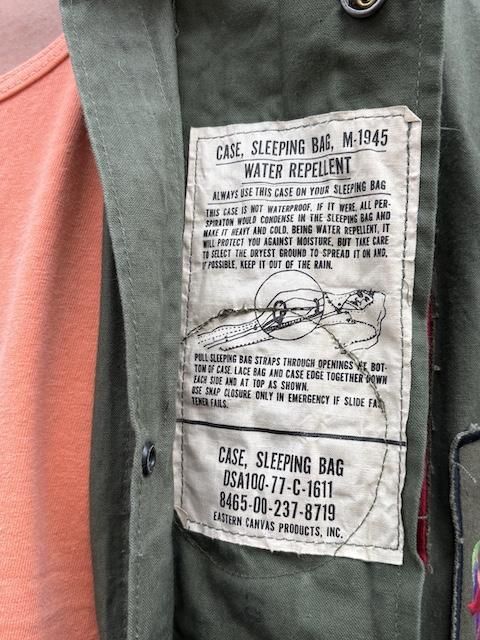 CASE, SLEEPING BAG, M-1945
WATER REPELLENT
ALWAYS USE THIS CASE ON YOUR SLEEPING BAG
THIS CASE IS NOT WATERPROOF. IF IT WERE, ALL PER-
SPIRATON WOULD CONDENSE IN THE SLEEPING BAG AND
MAKE IT HEAVY AND COLD. BEING WATER REPELLENT, IT
WILL PROTECT YOU AGAINST MOISTURE, BUT TAKE CARE
TO SELECT THE DRYEST GROUND TO SPREAD IT ON AND,
IF POSSIBLE, KEEP IT OUT OF THE RAIN.
PULL SLEEPING BAG STRAPS THROUGH OPENINGS AT BOT-
TOM OF CASE. LACE BAG AND CASE EDGE TOGETHER DOWN
EACH SIDE AND AT TOP AS SHOWN.
USE SNAP CLOSURE ONLY IN EMERGENCY IF SLIDE FAS-
TENER FAILS.
CASE, SLEEPING BAG
DSA100-77-C-1611
8465-00-237-8719
EASTERN CANVAS PRODUCTS, INC.